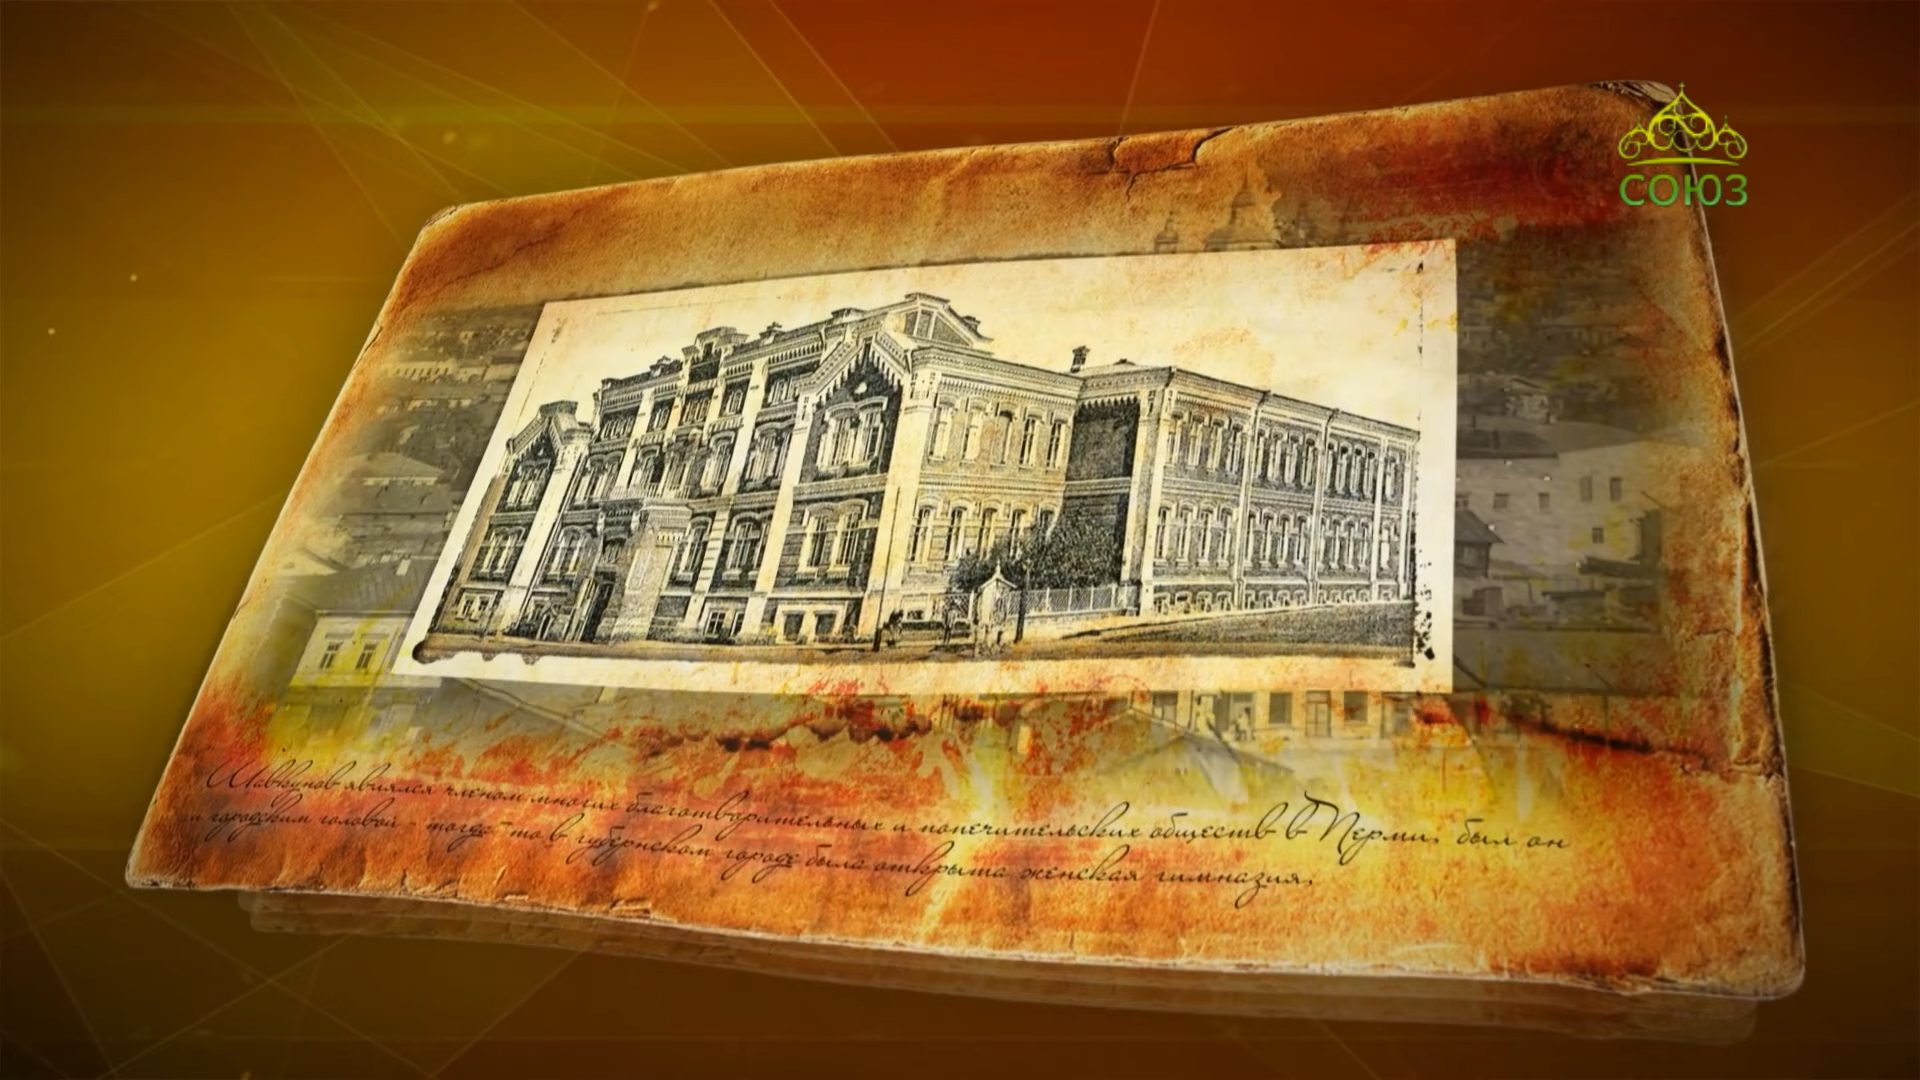 СОЮЗ
Шавкунов являлся членом многих благотворительных и попечительских обществ в Перми, был он
и городским головой - тогда-то в губернском городе была открыта женская гимназия.